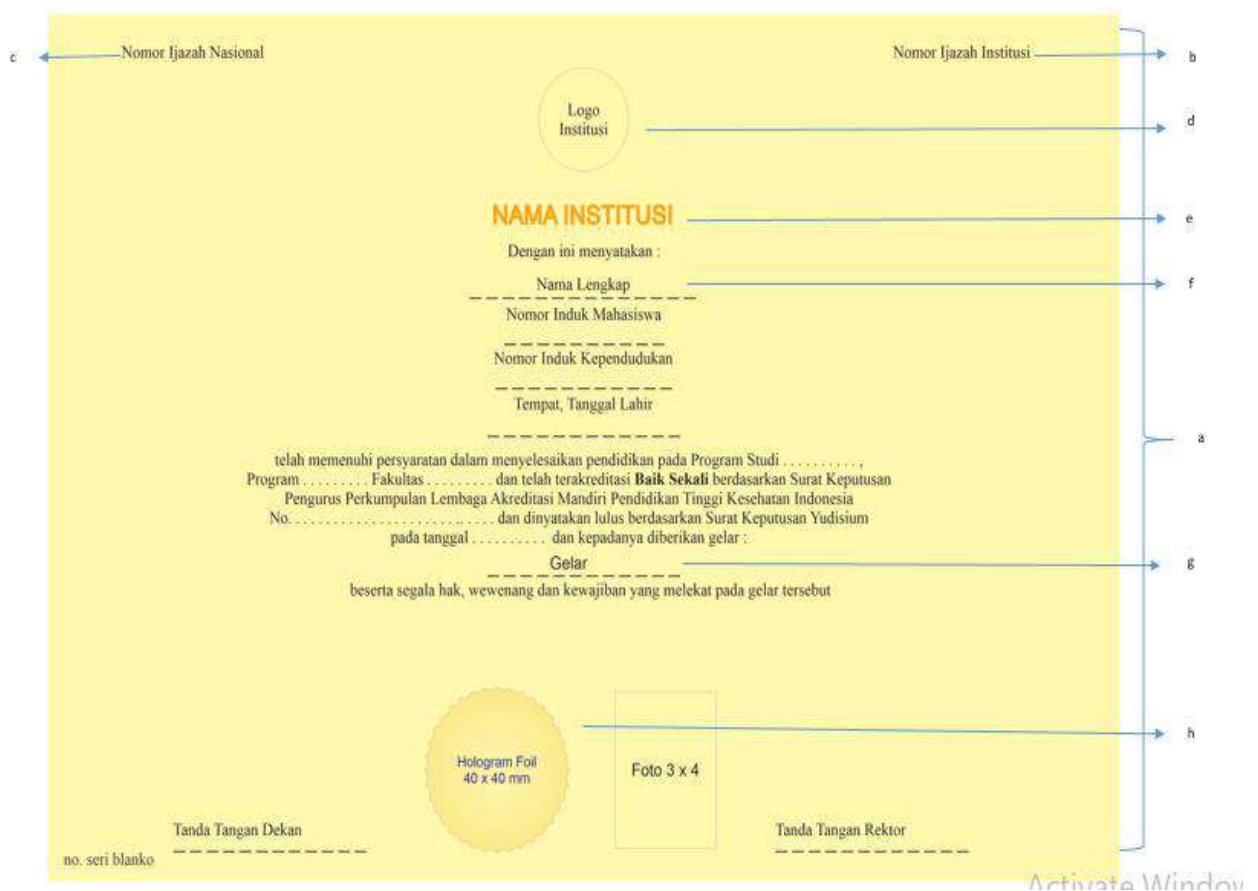 c Nomor Ijazah Nasional Nomor Ijazah Institusi b
Logo
Institusi
d
NAMA INSTITUSI e
Dengan ini menyatakan :
Nama Lengkap f
Nomor Induk Mahasiswa
Nomor Induk Kependudukan
Tempat, Tanggal Lahir
a
telah memenuhi persyaratan dalam menyelesaikan pendidikan pada Program Studi . . . . . . . . . . ,
Program . . . . . . . . . Fakultas . . . . . . . . . dan telah terakreditasi Baik Sekali berdasarkan Surat Keputusan
Pengurus Perkumpulan Lembaga Akreditasi Mandiri Pendidikan Tinggi Kesehatan Indonesia
No. . . . . . . . . . . . . . . . . . . . . . . . . . . . . dan dinyatakan lulus berdasarkan Surat Keputusan Yudisium
pada tanggal . . . . . . . . . . dan kepadanya diberikan gelar :
Gelar g
beserta segala hak, wewenang dan kewajiban yang melekat pada gelar tersebut
h
Hologram Foil
40 x 40 mm
Foto 3 x 4
Tanda Tangan Dekan Tanda Tangan Rektor
no. seri blanko
Activate Window